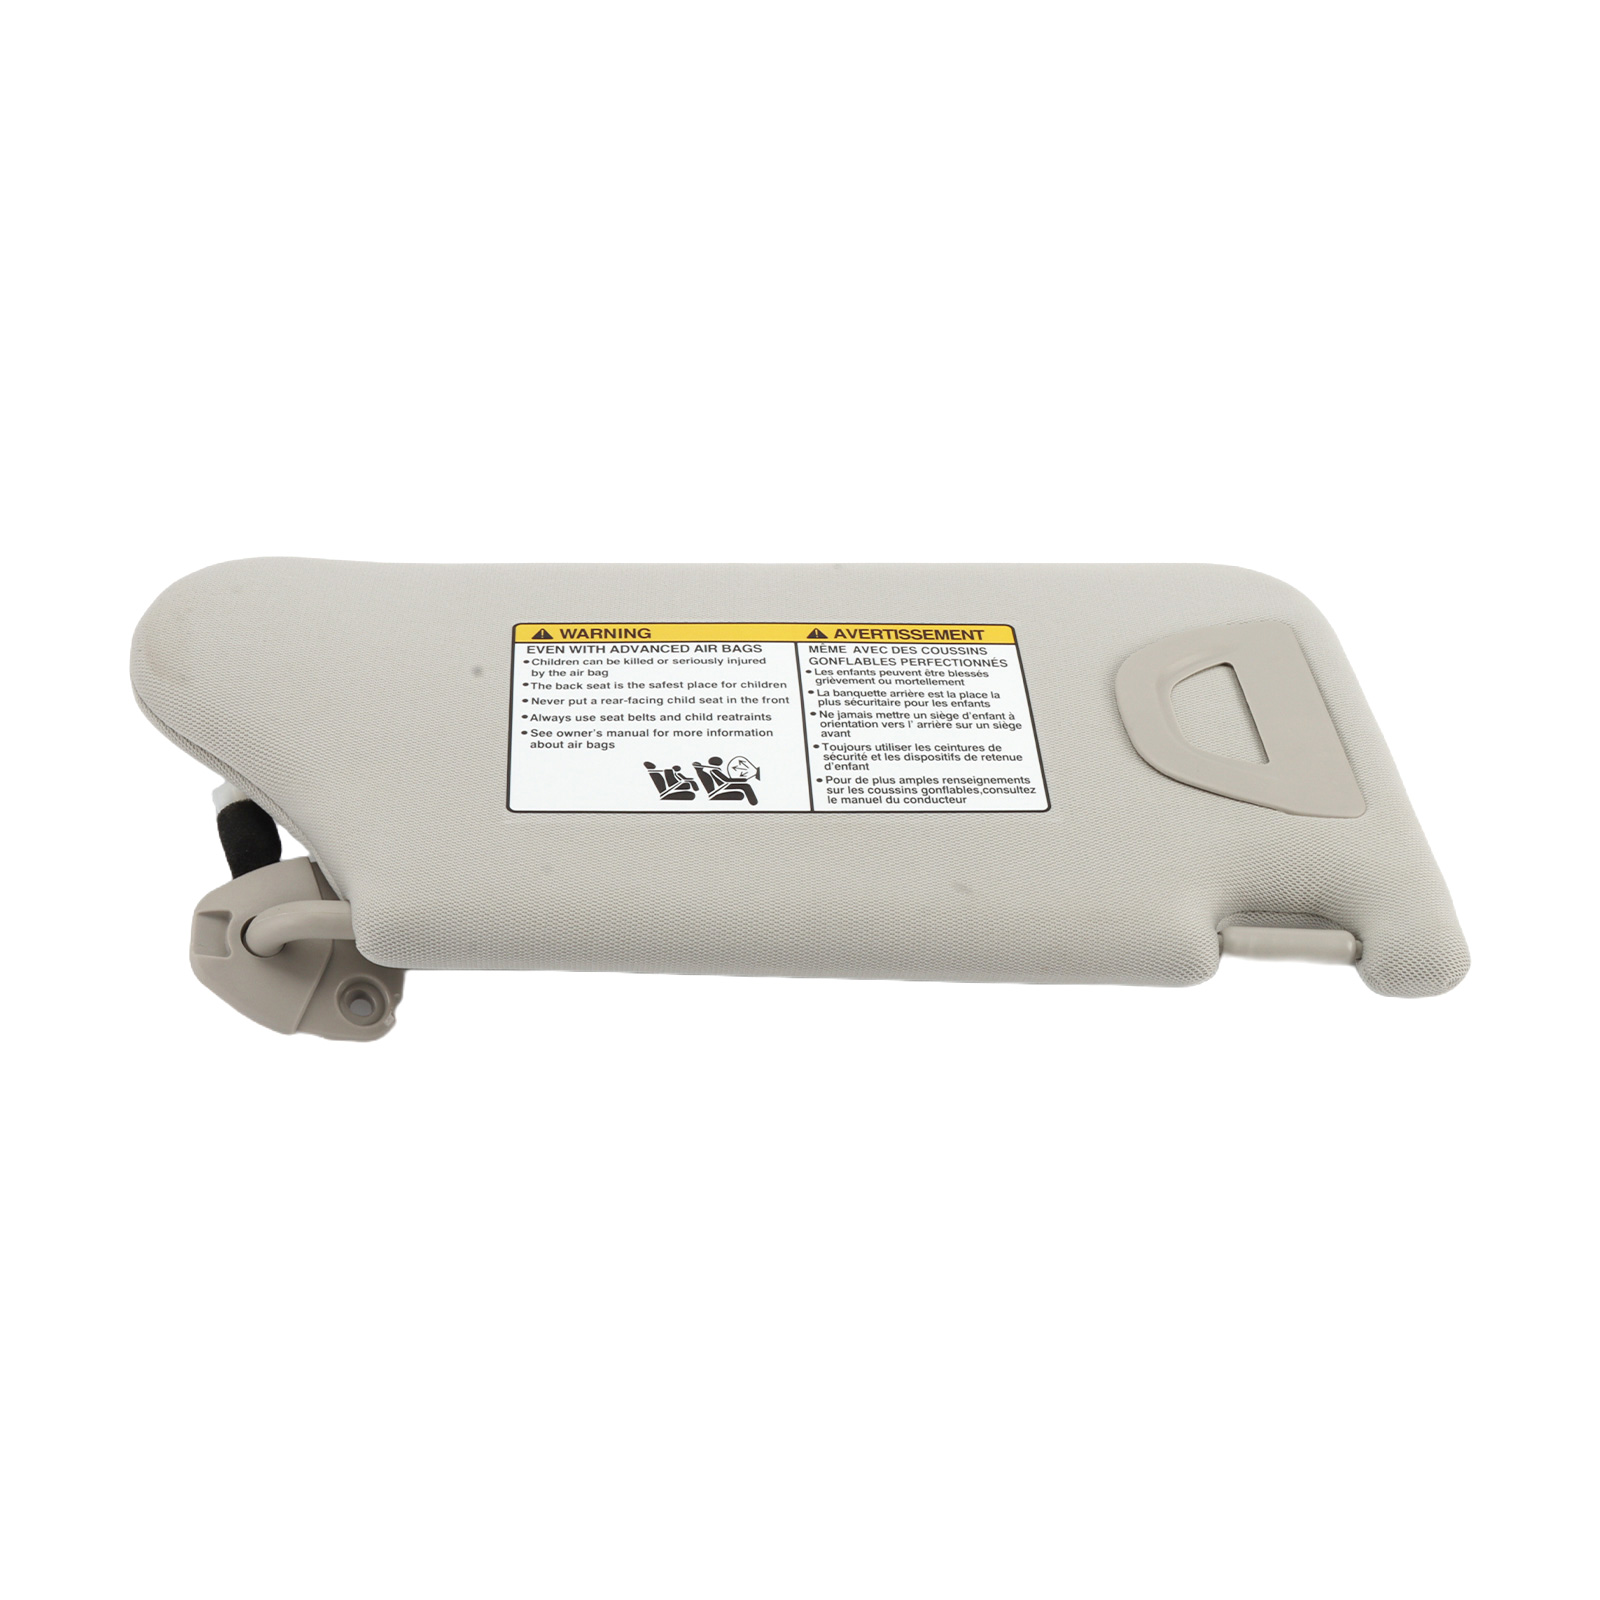 WARNING
EVEN WITH ADVANCED AIR BAGS
•Children can be killed or seriously injured
by the air bag
•The back seat is the safest place for children
•Never put a rear-facing child seat in the front
•Always use seat belts and child reatraints
•See owner's manual for more information
about air bags
AVERTISSEMENT
MÊME AVEC DES COUSSINS
GONFLABLES PERFECTIONNÉS
•Les enfants peuvent être blessés
grièvement ou mortellement
•La banquette arrière est la place la
plus sécuritaire pour les enfants
•Ne jamais mettre un siège d'enfant à
orientation vers l' arrière sur un siège
avant
•Toujours utiliser les ceintures de
sécurité et les dispositifs de retenue
d'enfant
•Pour de plus amples renseignements
sur les coussins gonflables,consultez
le manuel du conducteur